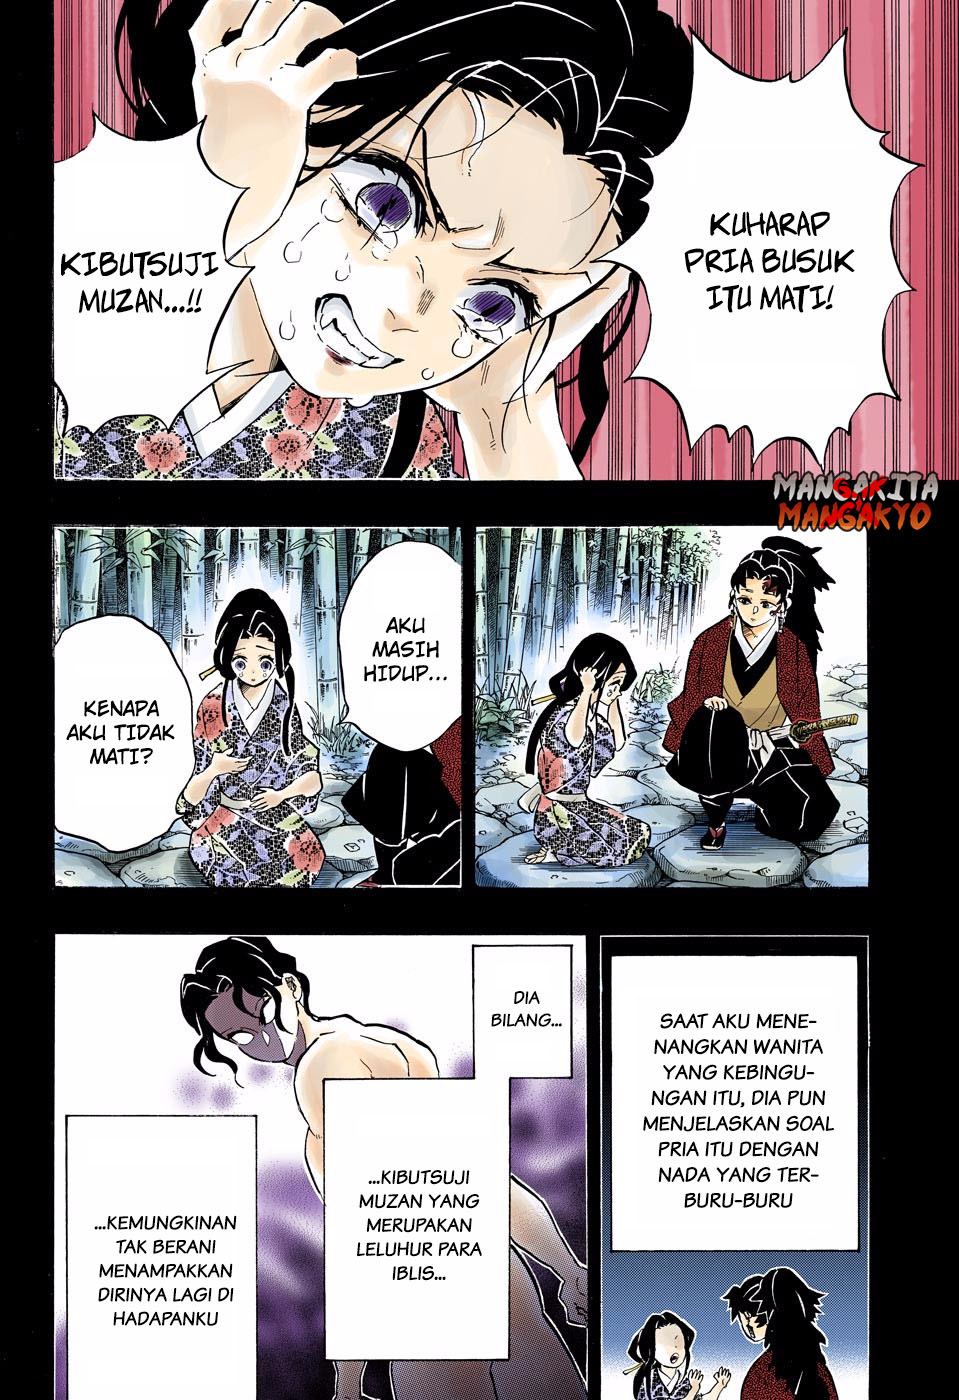 KUHARAP
PRIA BUSUK
ITU MATI!
KIBUTSUJI
MUZAN...!!
MANGAKITA
MANGAKYO
AKU
MASIH
HIDUP...
KENAPA
AKU TIDAK
MATI?
SAAT AKU MENE-
NANGKAN WANITA
YANG KEBINGU-
NGAN ITU, DIA PUN
MENJELASKAN SOAL
PRIA ITU DENGAN
NADA YANG TER-
BURU-BURU
DIA
BILANG...
...KIBUTSUJI
MUZAN YANG
MERUPAKAN
LELUHUR PARA
IBLIS...
...KEMUNGKINAN
TAK BERANI
MENAMPAKKAN
DIRINYA LAGI DI
HADAPANKU